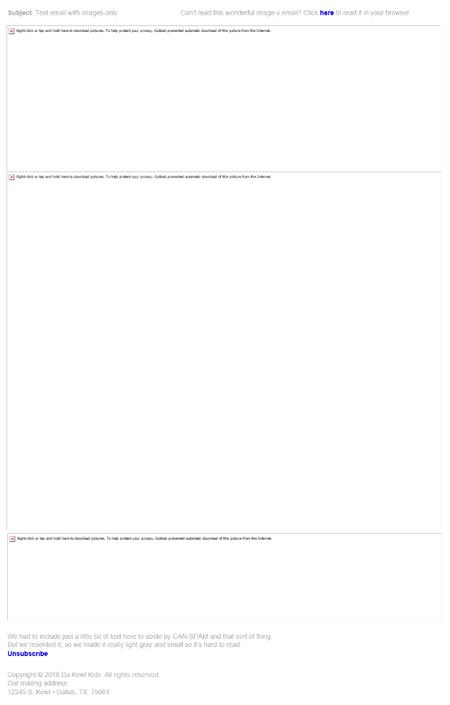 Subject: Test email with images-only
Can't read this wonderful image-y email? Click here to read it in your browser
Right-click or tap and hold here to download pictures. To help protect your privacy, Outlook prevented automatic download of this picture from the Internet.
Right-click or tap and hold here to download pictures. To help protect your privacy, Outlook prevented automatic download of this picture from the Internet.
Right-click or tap and hold here to download pictures. To help protect your privacy, Outlook prevented automatic download of this picture from the Internet.
We had to include just a little bit of text here to abide by CAN-SPAM and that sort of thing.
But we resented it, so we made it really light gray and small so it's hard to read.
Unsubscribe
Copyright © 2018 Da Kewl Kids. All rights reserved.
Our mailing address:
12345 S. Kewl • Dallas, TX 75001